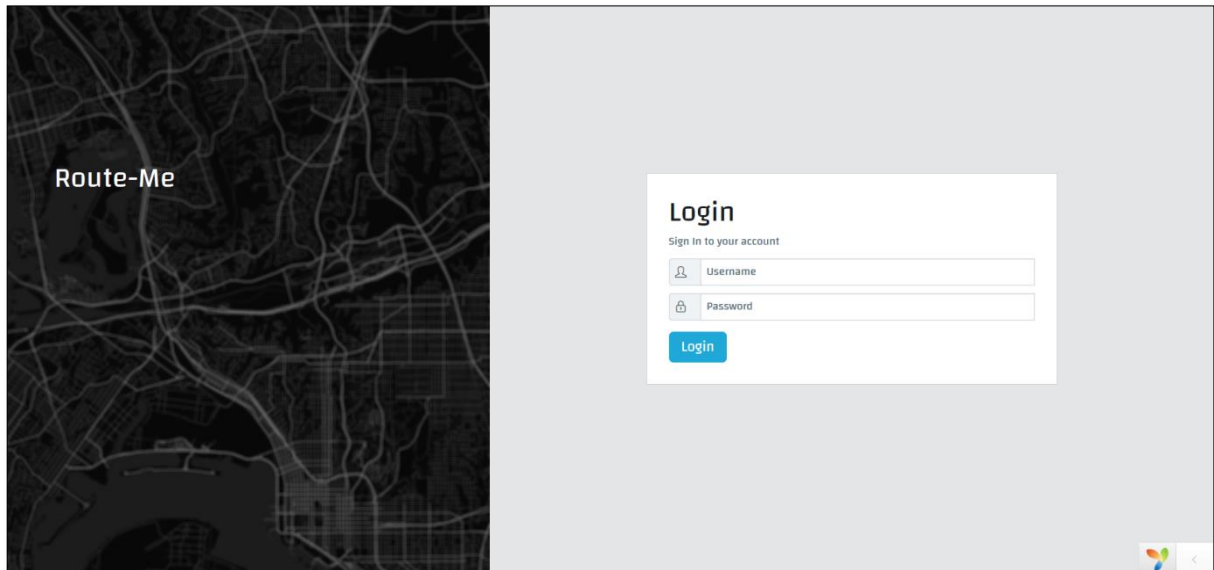 Route-Me
Login
Sign In to your account
Username
Password
Login